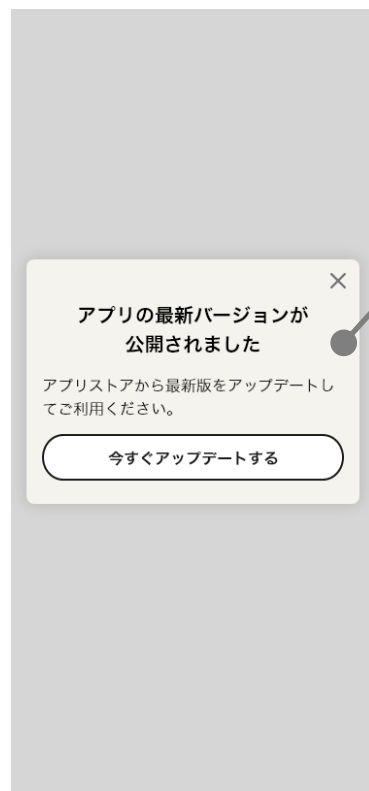 アプリの最新バージョンが
公開されました
アプリストアから最新版をアップデートし
てご利用ください。
今すぐアップデートする